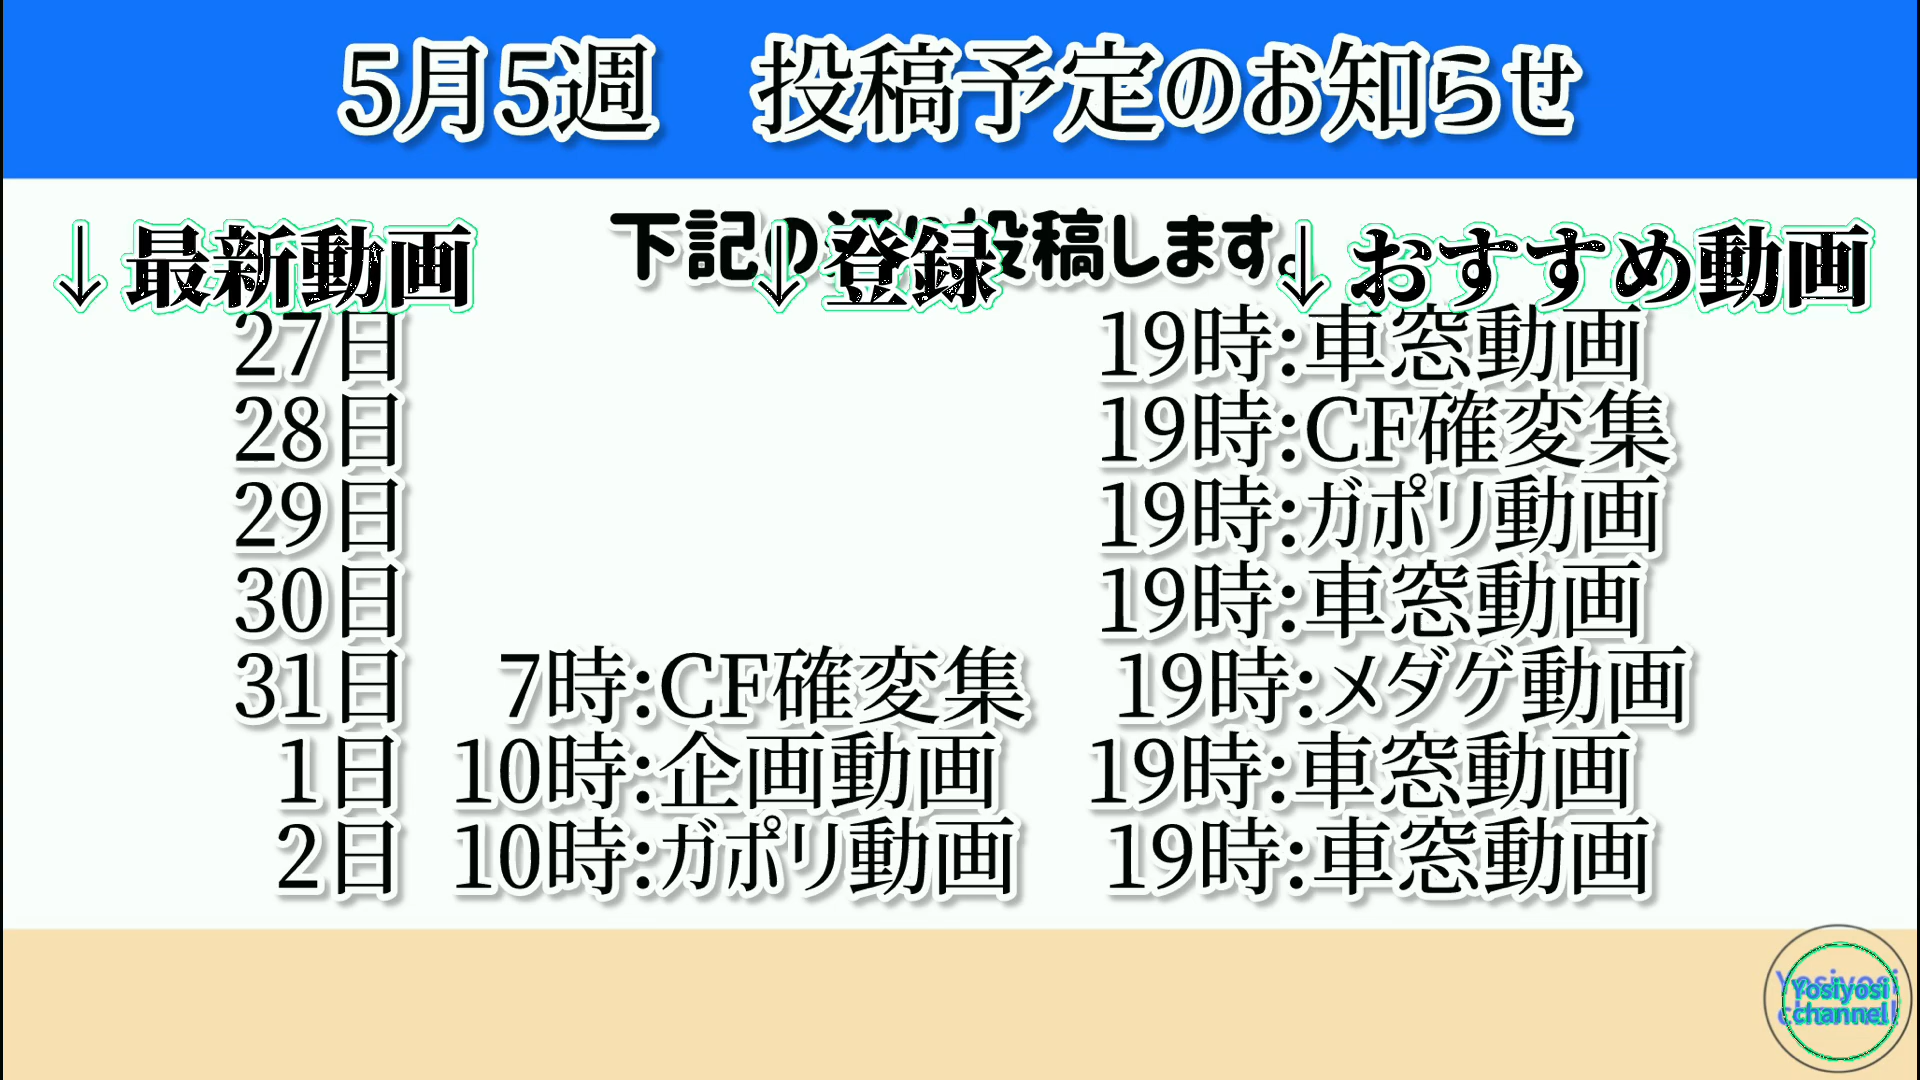 5月5週　投稿予定のお知らせ
下記の通り投稿します。
↓最新動画
↓登録
↓おすすめ動画
27日 19時:車窓動画
28日 19時:CF確変集
29日 19時:ガポリ動画
30日 19時:車窓動画
31日 7時:CF確変集 19時:メダゲ動画
1日 10時:企画動画 19時:車窓動画
2日 10時:ガポリ動画 19時:車窓動画
Yosiyosi
channel